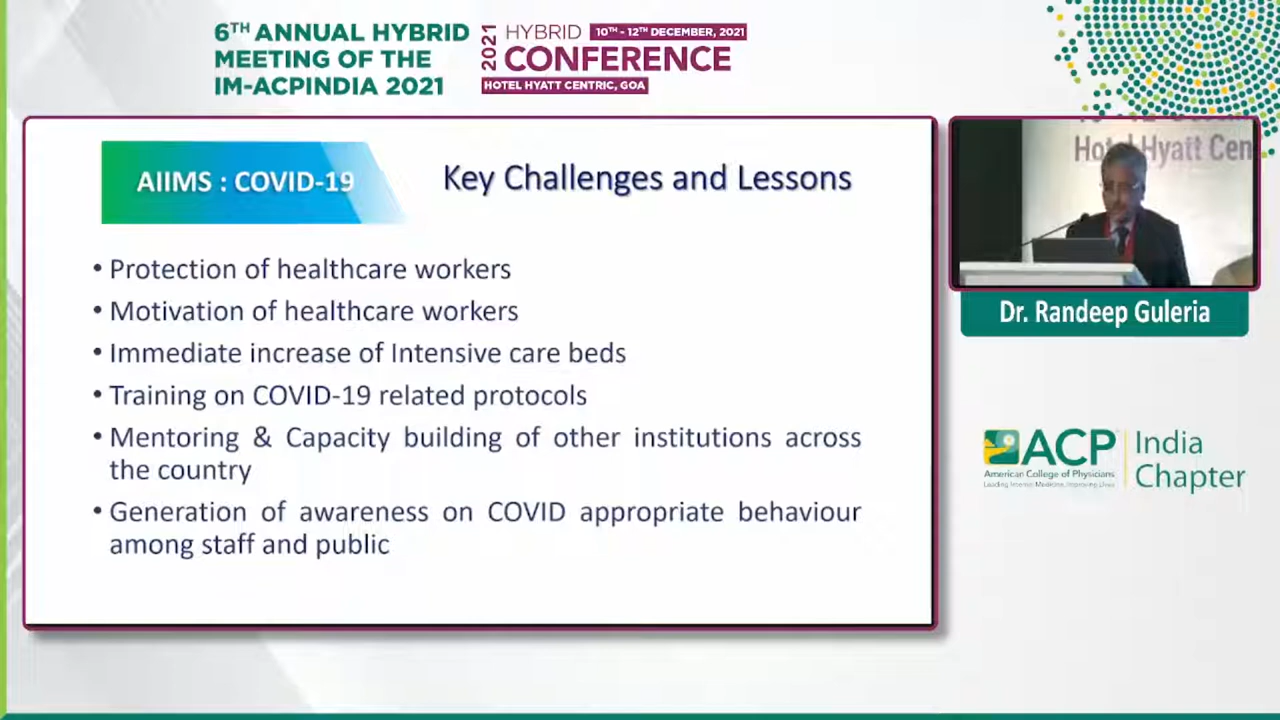 6TH ANNUAL HYBRID
MEETING OF THE
IM-ACPINDIA 2021
2021
HYBRID
10TH - 12TH DECEMBER, 2021
CONFERENCE
HOTEL HYATT CENTRIC, GOA
AIIMS : COVID-19
Key Challenges and Lessons
• Protection of healthcare workers
• Motivation of healthcare workers
• Immediate increase of Intensive care beds
• Training on COVID-19 related protocols
• Mentoring & Capacity building of other institutions across
the country
• Generation of awareness on COVID appropriate behaviour
among staff and public
Hotel Hyatt Cen
Dr. Randeep Guleria
ACP
American College of Physicians
Leading Internal Medicine, Improving Lives
India
Chapter